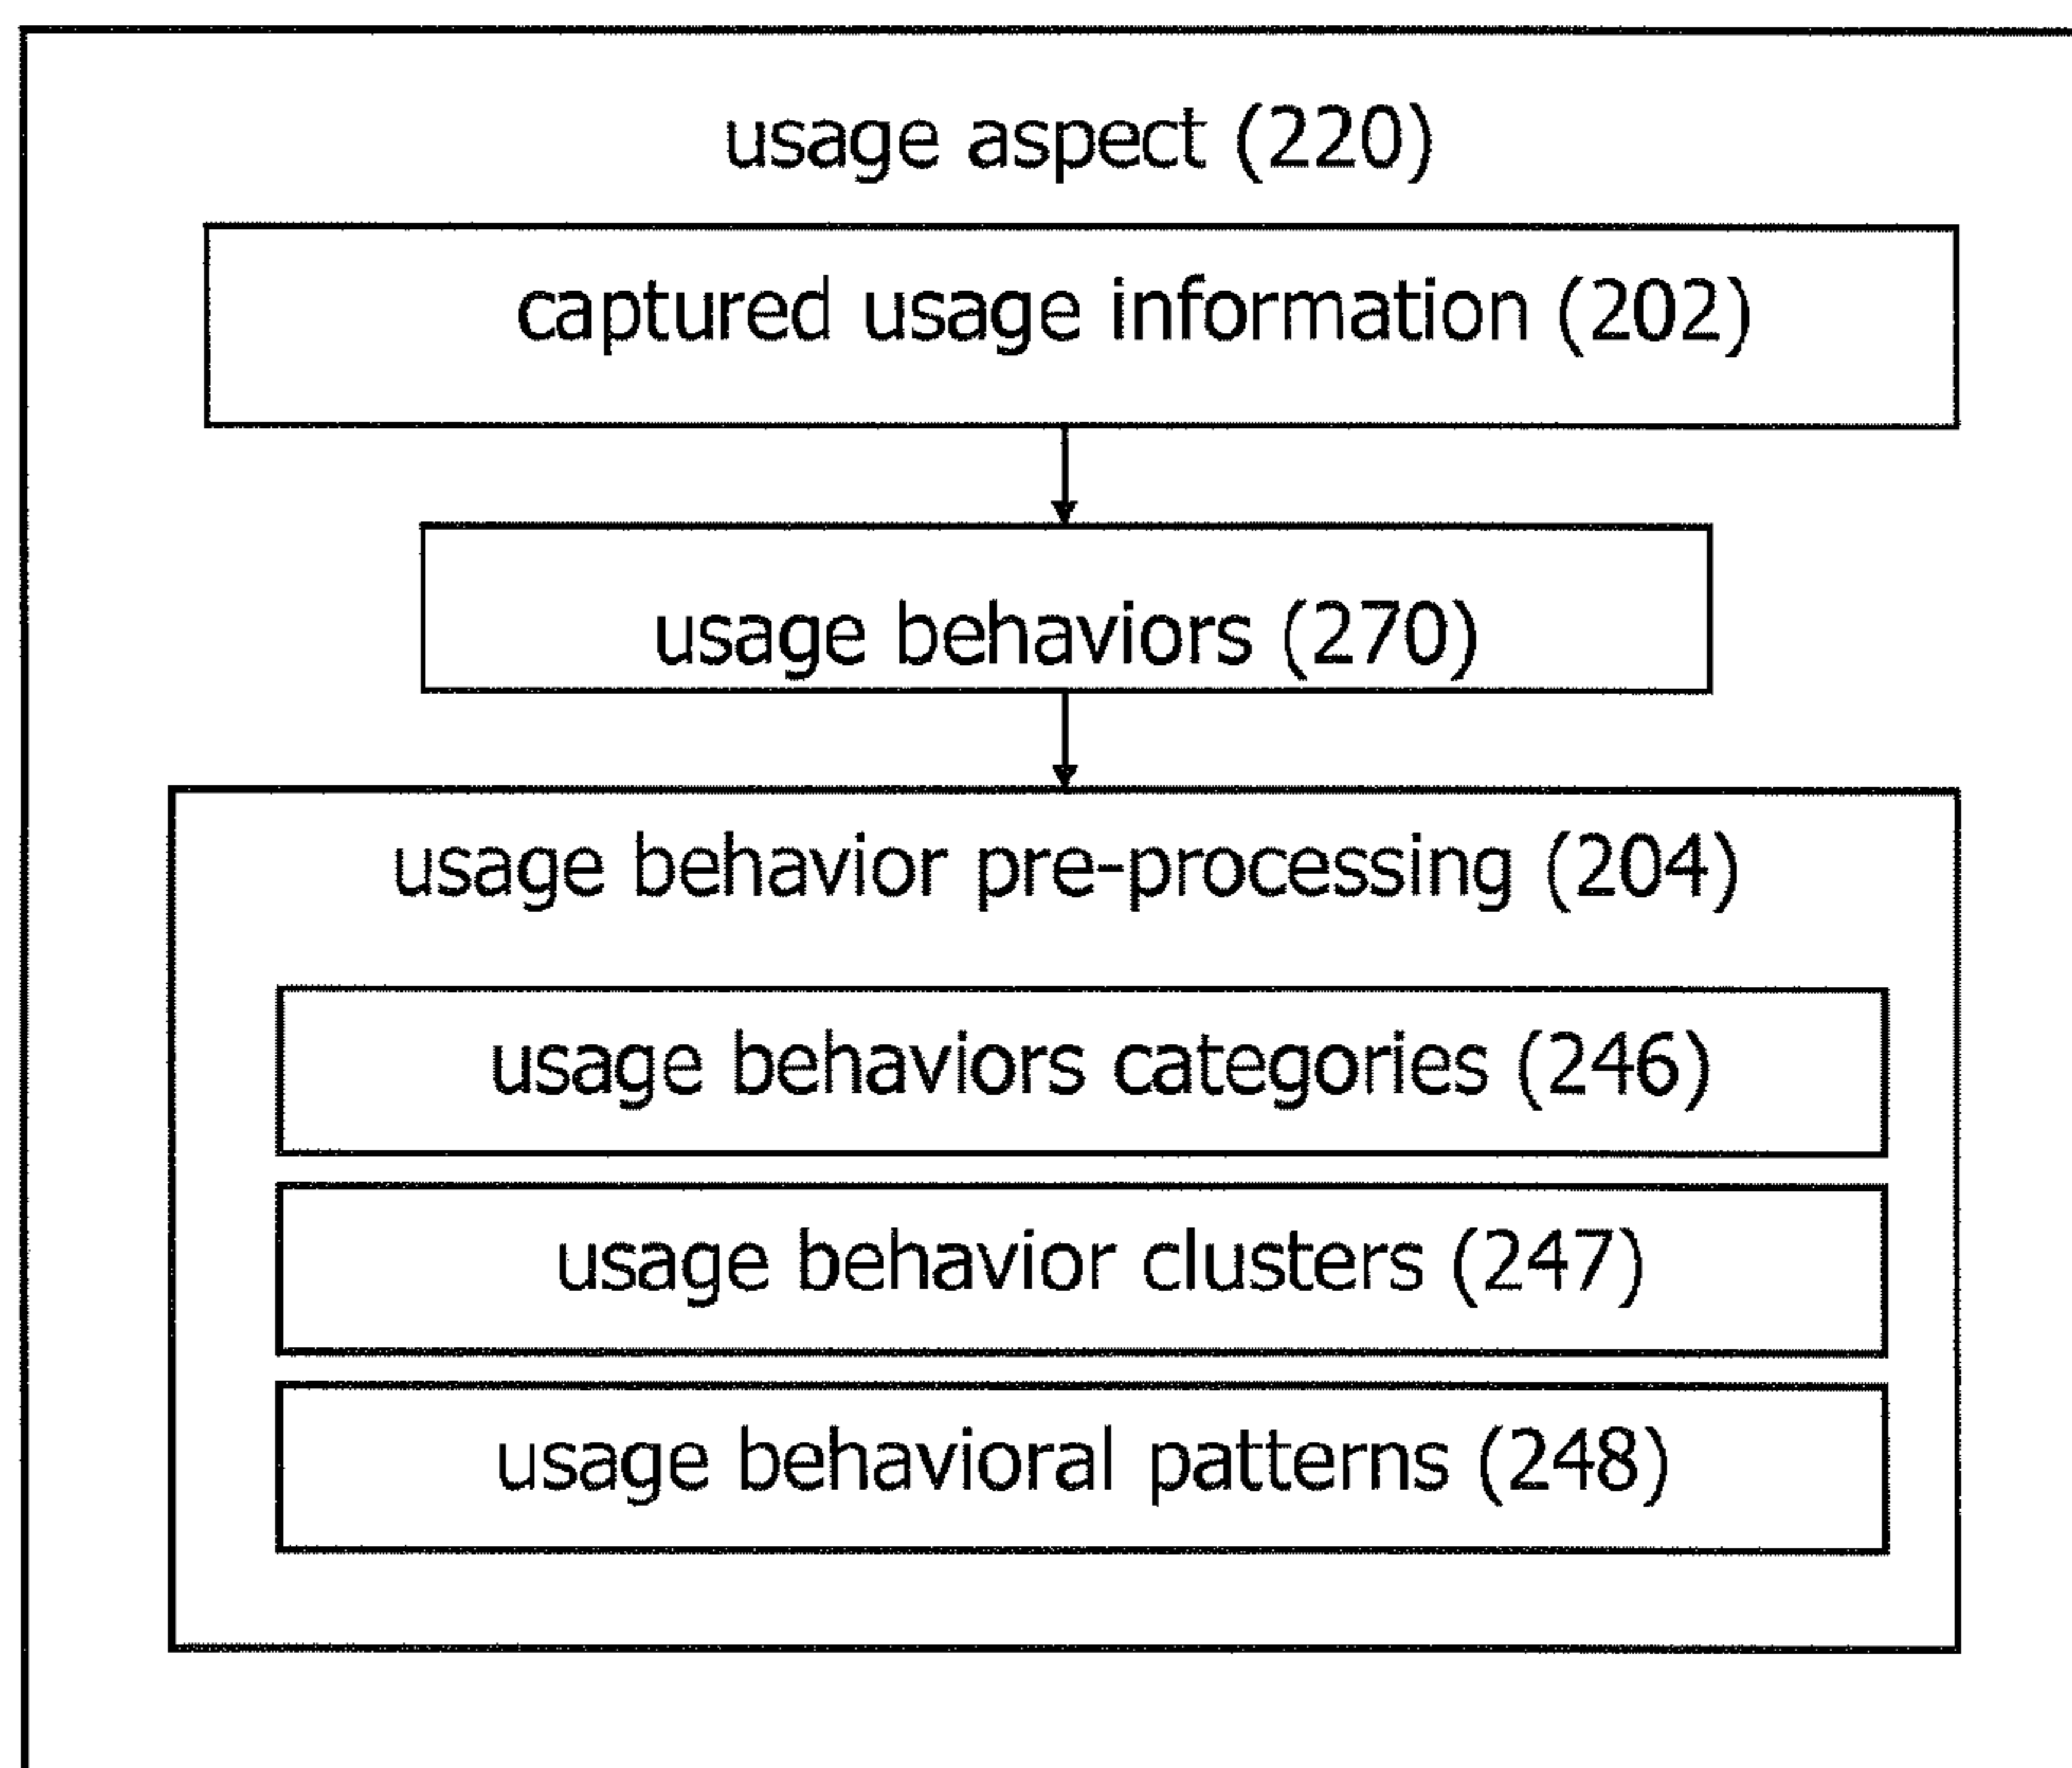 usage aspect (220)
captured usage information (202)
usage behaviors (270)
usage behavior pre-processing (204)
usage behaviors categories (246)
usage behavior clusters (247)
usage behavioral patterns (248)